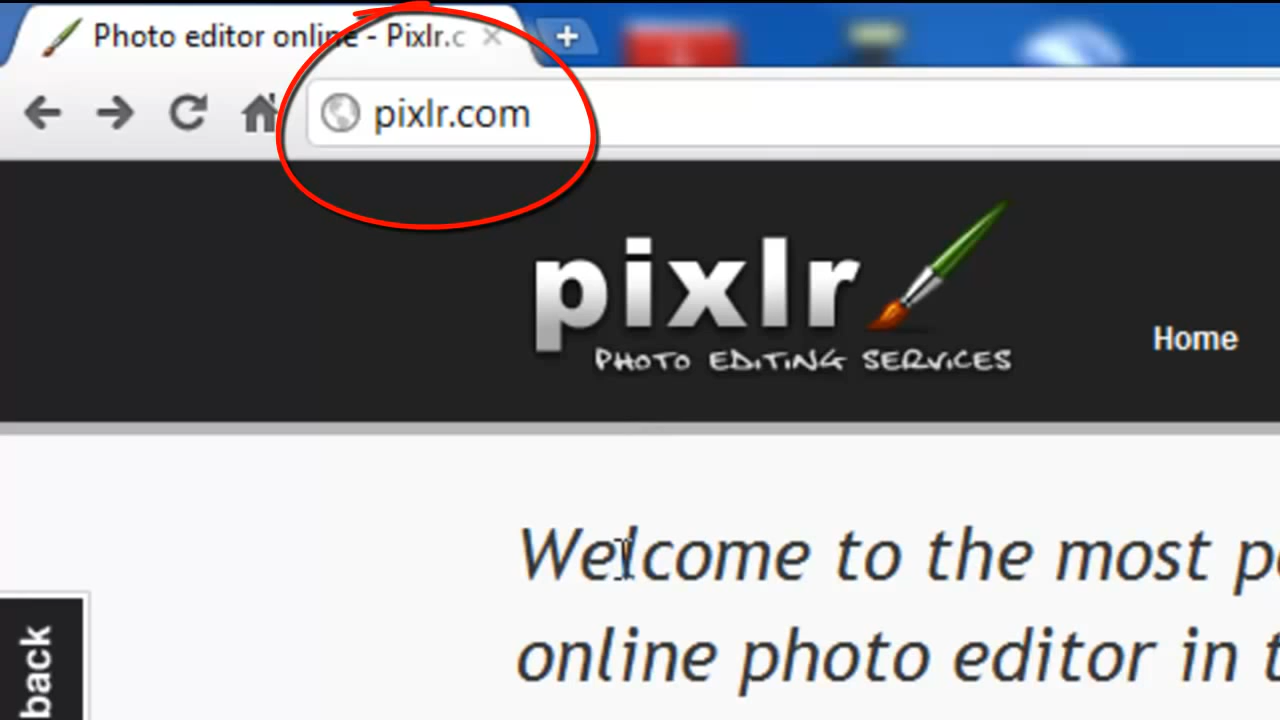 Photo editor online - Pixlr.c
pixlr.com
pixlr
PHOTO EDITING SERVICES
Home
Welcome to the most
online photo editor in
back